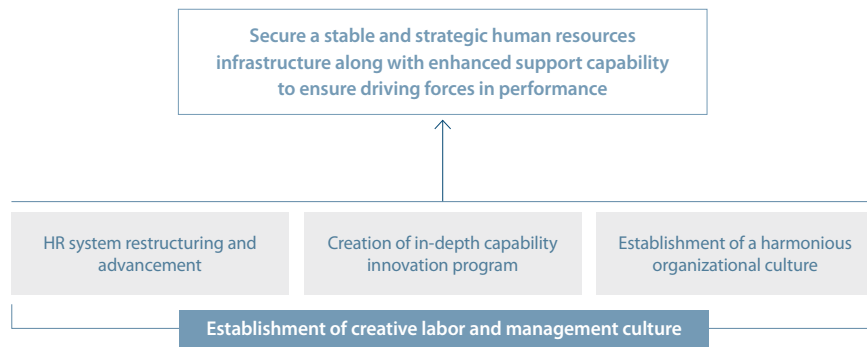 Secure a stable and strategic human resources
infrastructure along with enhanced support capability
to ensure driving forces in performance
HR system restructuring and
advancement
Creation of in-depth capability
innovation program
Establishment of a harmonious
organizational culture
Establishment of creative labor and management culture